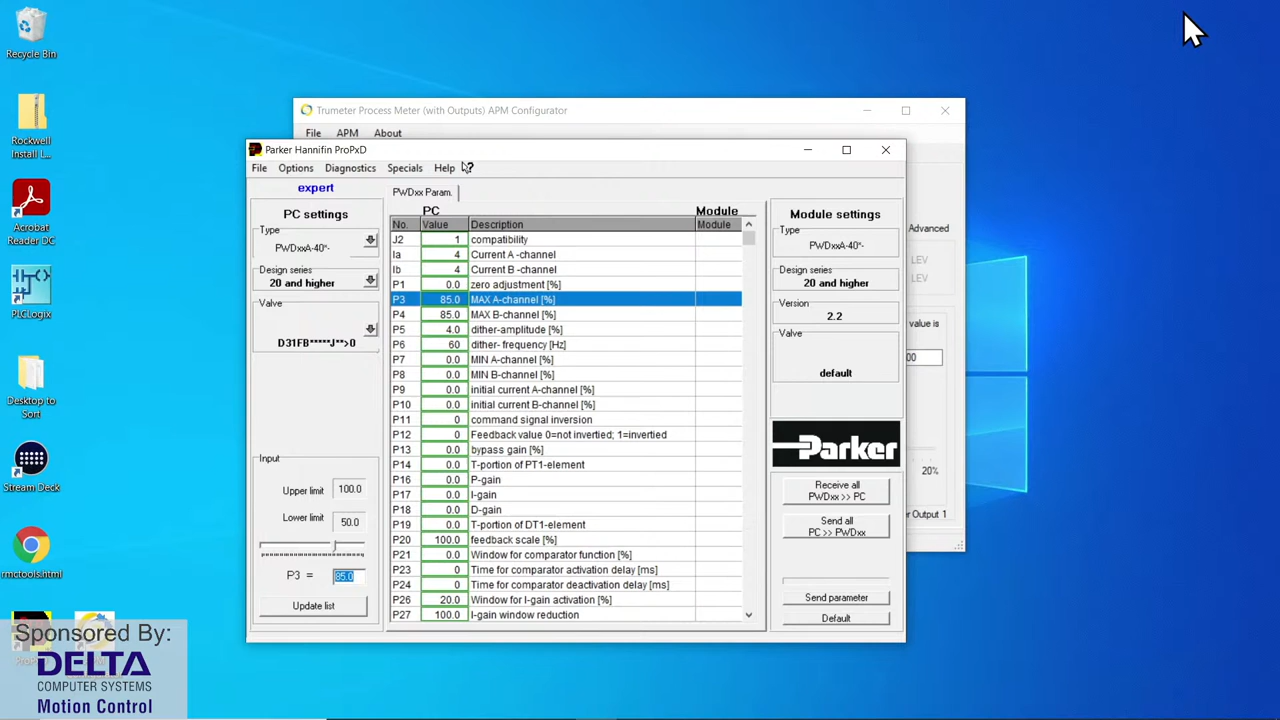 Recycle Bin
Rockwell
Install L...
Acrobat
Reader DC
PLCLogix
Desktop to
Sort
Stream Deck
rmctools.html
Sponsored By:
DELTA
COMPUTER SYSTEMS
Motion Control
Trumeter Process Meter (with Outputs) APM Configurator
File APM About
Advanced
LEV
LEV
value is
00
20%
er Output 1
Parker Hannifin ProPxD
File Options Diagnostics Specials Help
expert
PC settings
Type
PWDxxA-40*-
Design series
20 and higher
Valve
D31FB*****J**>0
Input
Upper limit 100.0
Lower limit 50.0
P3 = 85.0
Update list
PWDxx Param.
PC Module
No. Value Description Module
J2 1 compatibility
Ia 4 Current A -channel
Ib 4 Current B -channel
P1 0.0 zero adjustment [%]
P3 85.0 MAX A-channel [%]
P4 85.0 MAX B-channel [%]
P5 4.0 dither-amplitude [%]
P6 60 dither- frequency [Hz]
P7 0.0 MIN A-channel [%]
P8 0.0 MIN B-channel [%]
P9 0.0 initial current A-channel [%]
P10 0.0 initial current B-channel [%]
P11 0 command signal inversion
P12 0 Feedback value 0=not invertied; 1=invertied
P13 0.0 bypass gain [%]
P14 0.0 T-portion of PT1-element
P16 0.0 P-gain
P17 0.0 I-gain
P18 0.0 D-gain
P19 0.0 T-portion of DT1-element
P20 100.0 feedback scale [%]
P21 0.0 Window for comparator function [%]
P23 0 Time for comparator activation delay [ms]
P24 0 Time for comparator deactivation delay [ms]
P26 20.0 Window for I-gain activation [%]
P27 100.0 I-gain window reduction
Module settings
Type
PWDxxA-40*-
Design series
20 and higher
Version
2.2
Valve
default
Parker
Receive all
PWDxx >> PC
Send all
PC >> PWDxx
Send parameter
Default